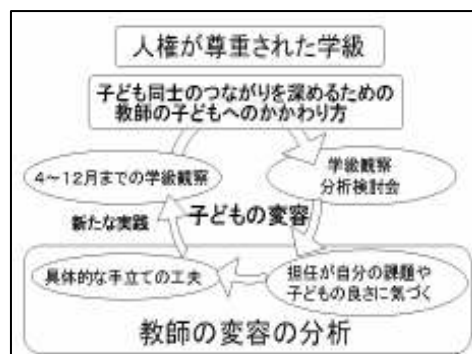 人権が尊重された学級
子ども同士のつながりを深めるための
教師の子どもへのかかわり方
4～12月までの学級観察
学級観察
分析検討会
新たな実践
子どもの変容
具体的な手立ての工夫
担任が自分の課題や
子どもの良さに気づく
教師の変容の分析